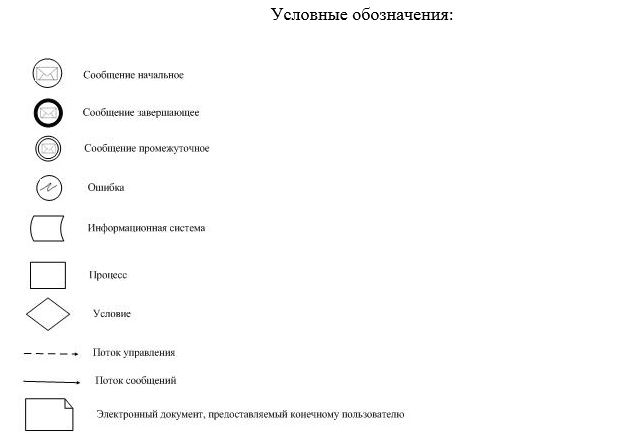 Условные обозначения:
Сообщение начальное
Сообщение завершающее
Сообщение промежуточное
Ошибка
Информационная система
Процесс
Условие
Поток управления
Поток сообщений
Электронный документ, предоставляемый конечному пользователю